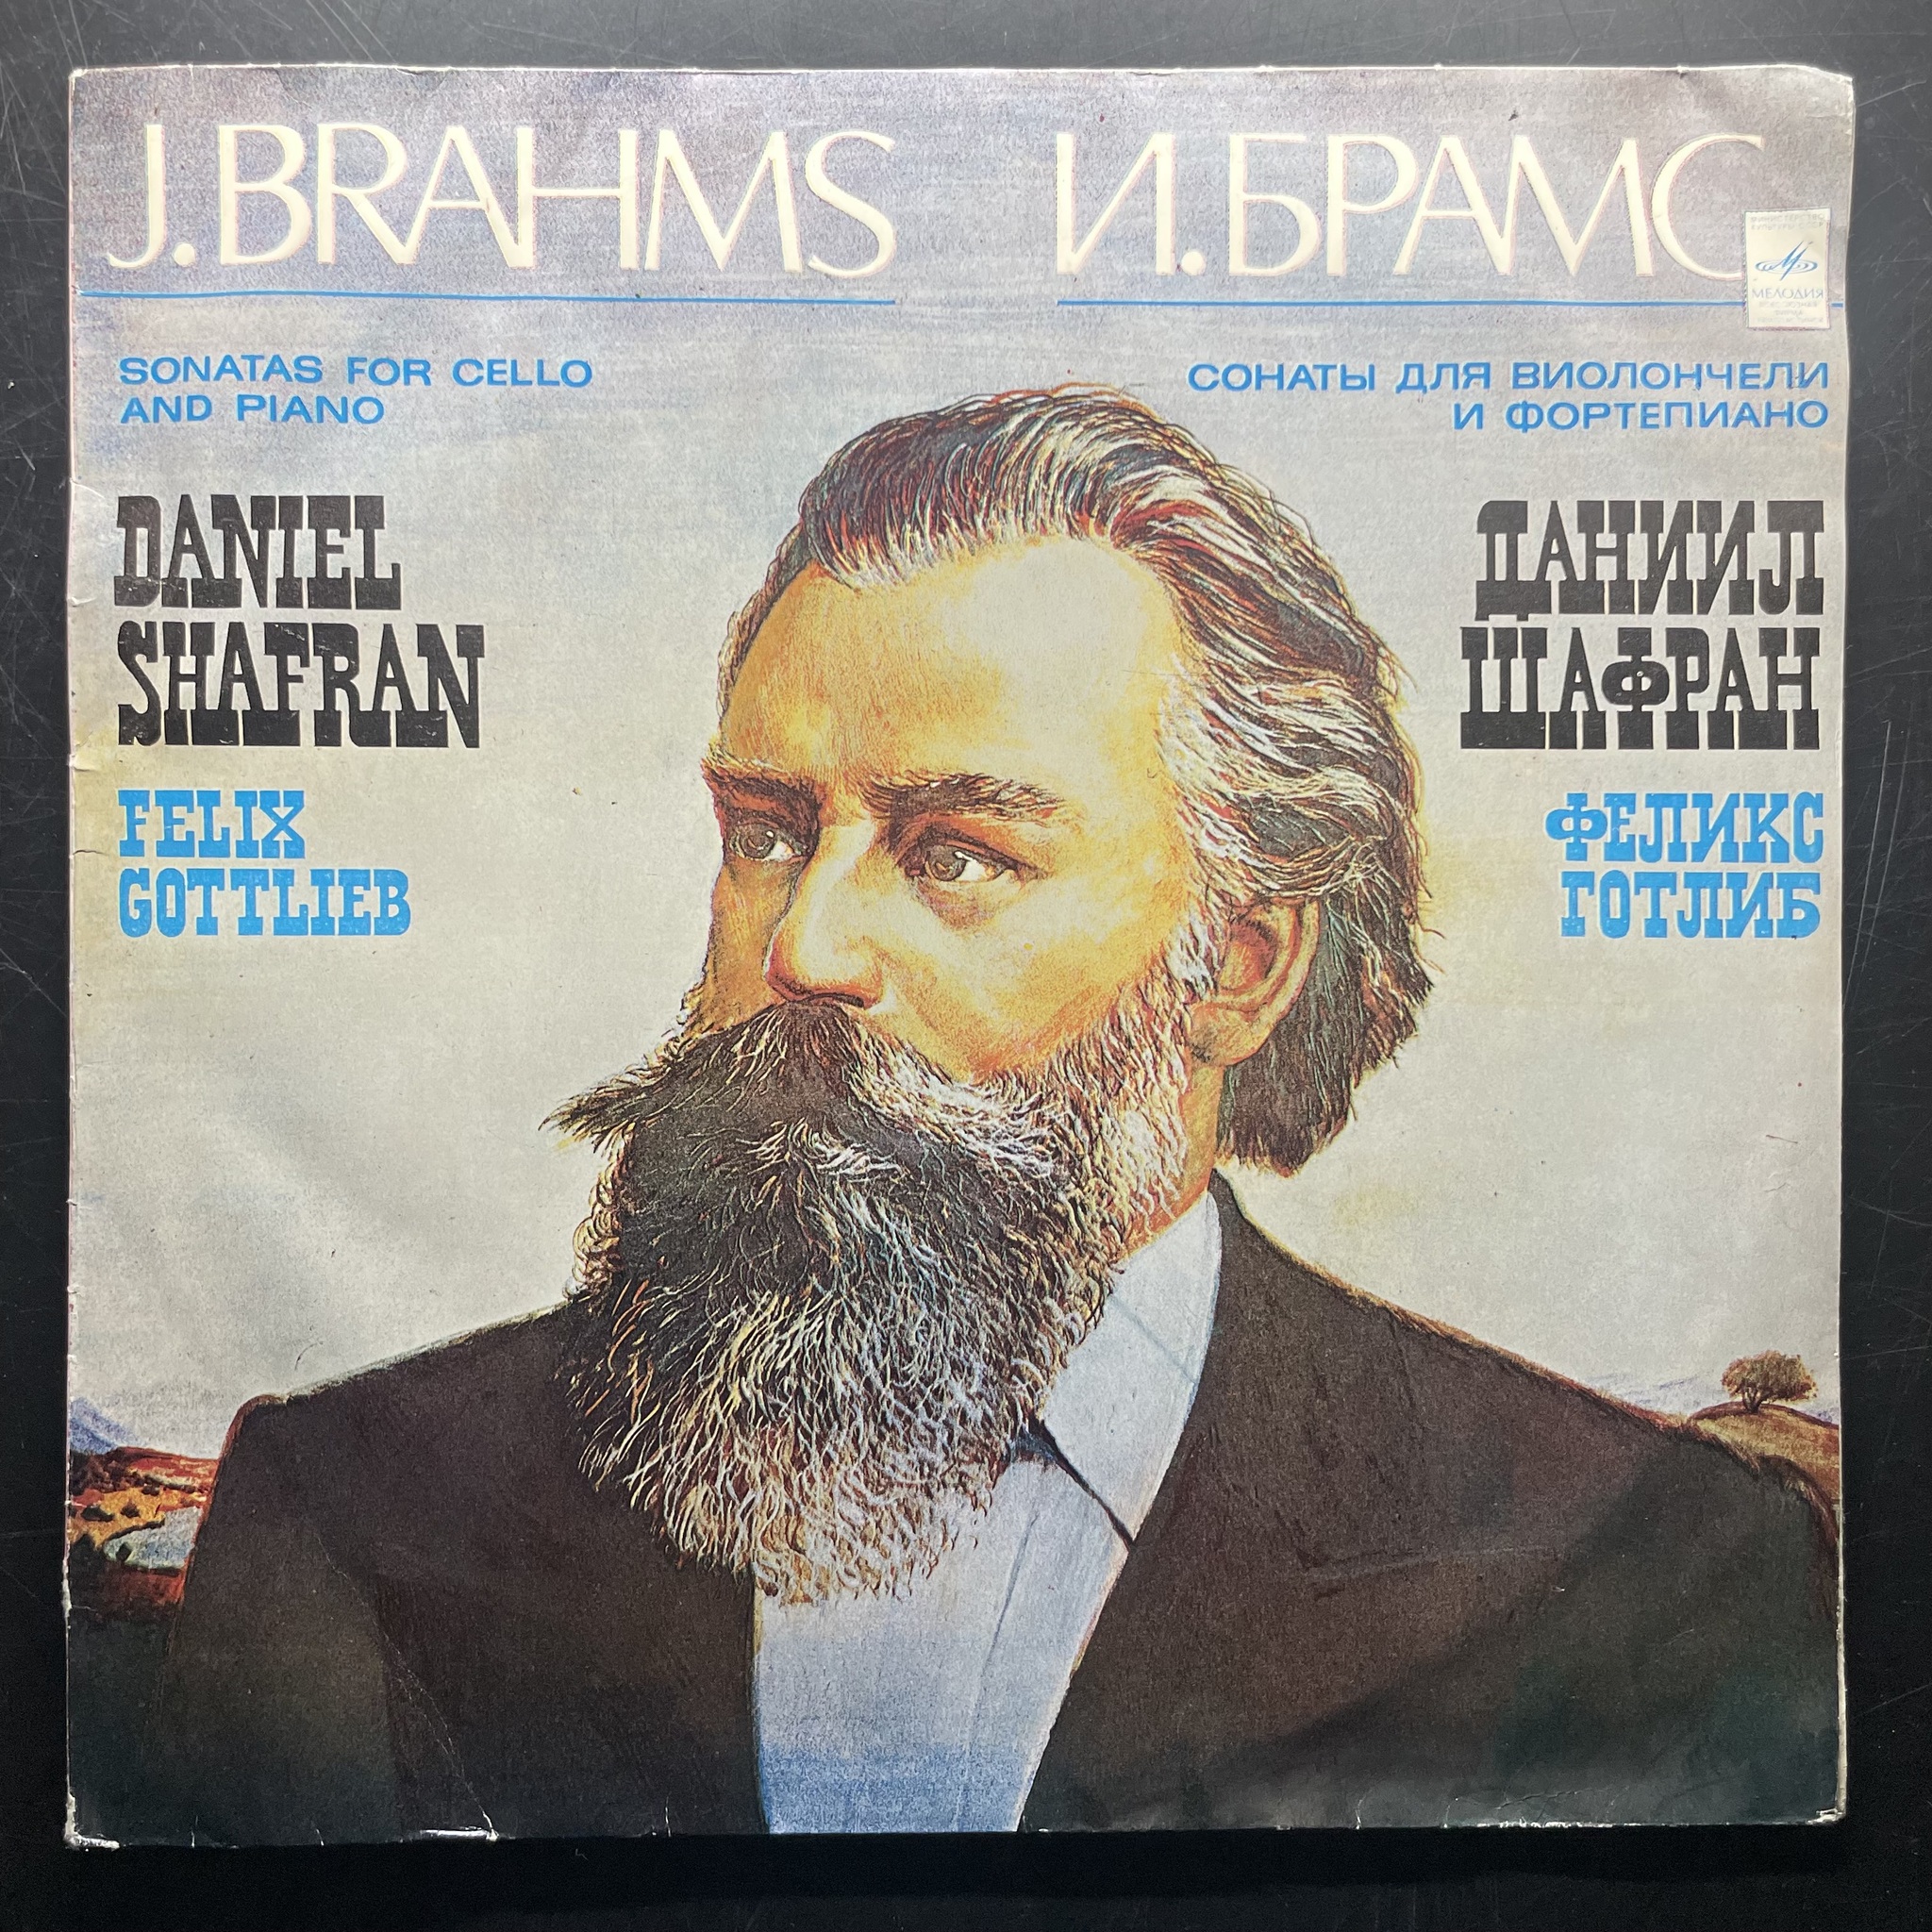 J. BRAHMS
И. БРАМС
МЕЛОДИЯ
SONATAS FOR CELLO
AND PIANO
СОНАТЫ ДЛЯ ВИОЛОНЧЕЛИ
И ФОРТЕПИАНО
DANIEL
SHAFRAN
ДАНИИЛ
ШАФРАН
FELIX
GOTTLIEB
ФЕЛИКС
ГОТЛИБ